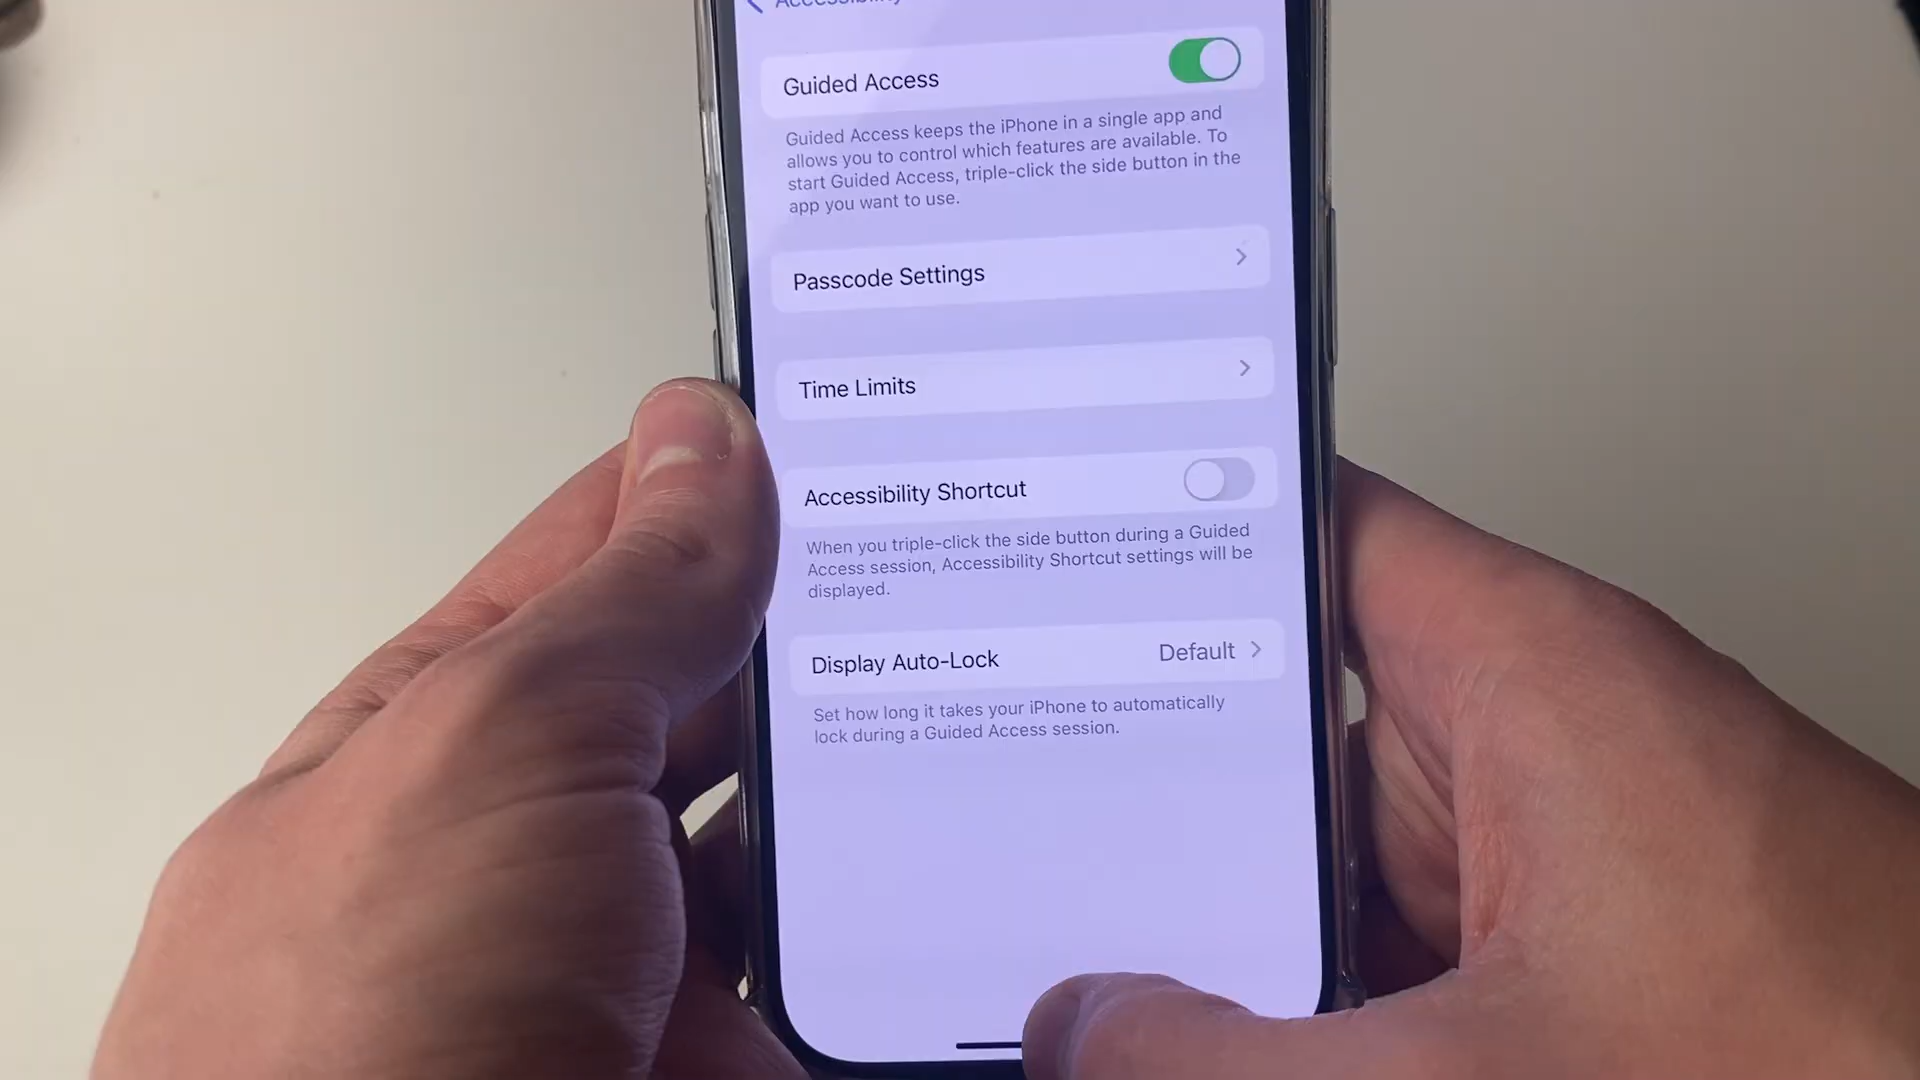 Accessibility
Guided Access
Guided Access keeps the iPhone in a single app and
allows you to control which features are available. To
start Guided Access, triple-click the side button in the
app you want to use.
Passcode Settings
Time Limits
Accessibility Shortcut
When you triple-click the side button during a Guided
Access session, Accessibility Shortcut settings will be
displayed.
Display Auto-Lock Default
Set how long it takes your iPhone to automatically
lock during a Guided Access session.